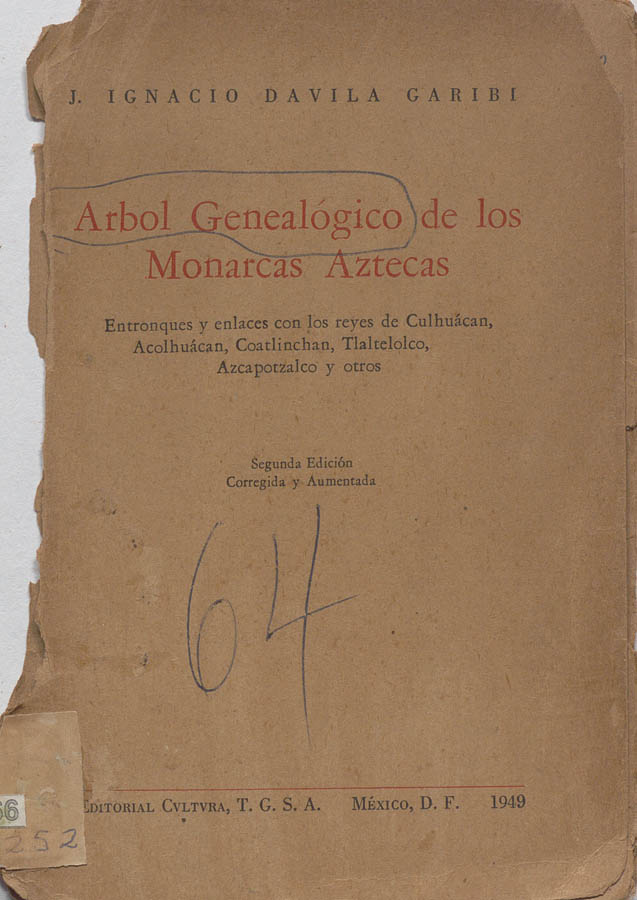 J. IGNACIO DAVILA GARIBI
Arbol Genealógico de los
Monarcas Aztecas
Entronques y enlaces con los reyes de Culhuácan,
Acolhuácan, Coatlinchan, Tlaltelolco,
Azcapotzalco y otros
Segunda Edición
Corregida y Aumentada
64
66
252
EDITORIAL CVLTVRA, T. G. S. A. MÉXICO, D. F. 1949